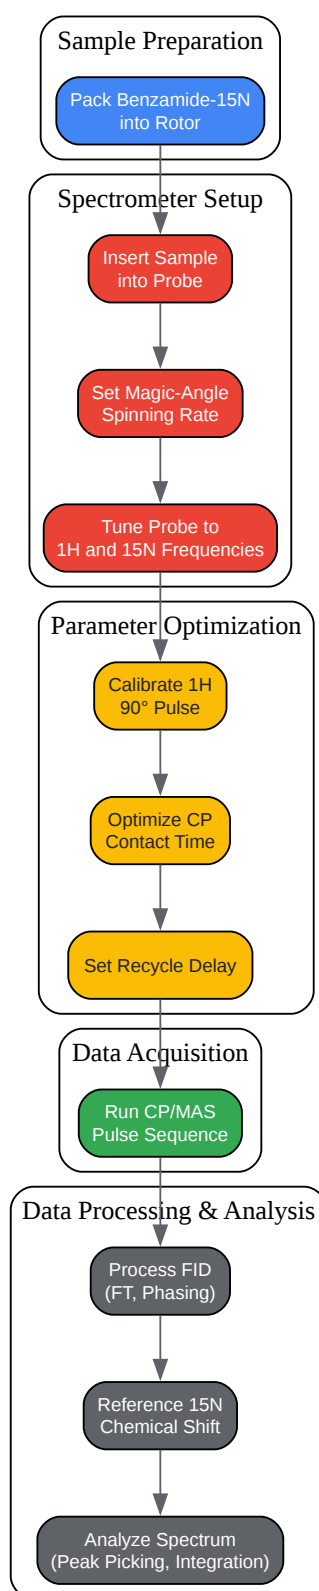 Sample Preparation
Pack Benzamide-15N
into Rotor
Spectrometer Setup
Insert Sample
into Probe
Set Magic-Angle
Spinning Rate
Tune Probe to
1H and 15N Frequencies
Parameter Optimization
Calibrate 1H
90° Pulse
Optimize CP
Contact Time
Set Recycle Delay
Data Acquisition
Run CP/MAS
Pulse Sequence
Data Processing & Analysis
Process FID
(FT, Phasing)
Reference 15N
Chemical Shift
Analyze Spectrum
(Peak Picking, Integration)